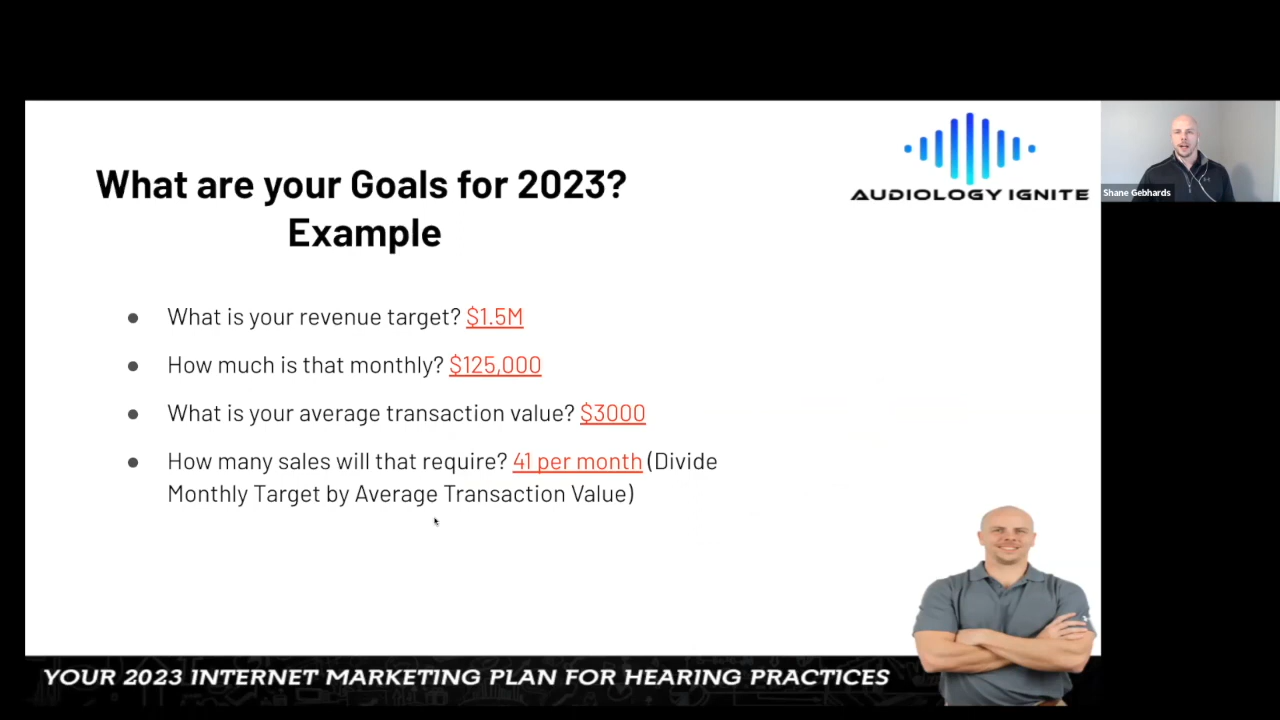 What are your Goals for 2023?
Example
AUDIOLOGY IGNITE
Shane Gebhards
● What is your revenue target? $1.5M
● How much is that monthly? $125,000
● What is your average transaction value? $3000
● How many sales will that require? 41 per month (Divide
Monthly Target by Average Transaction Value)
YOUR 2023 INTERNET MARKETING PLAN FOR HEARING PRACTICES